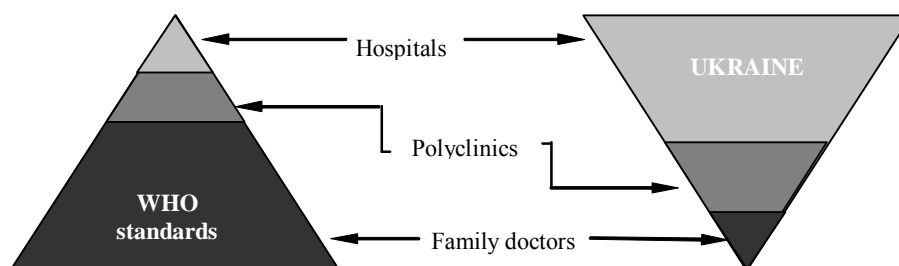 Hospitals
UKRAINE
Polyclinics
WHO
standards
Family doctors